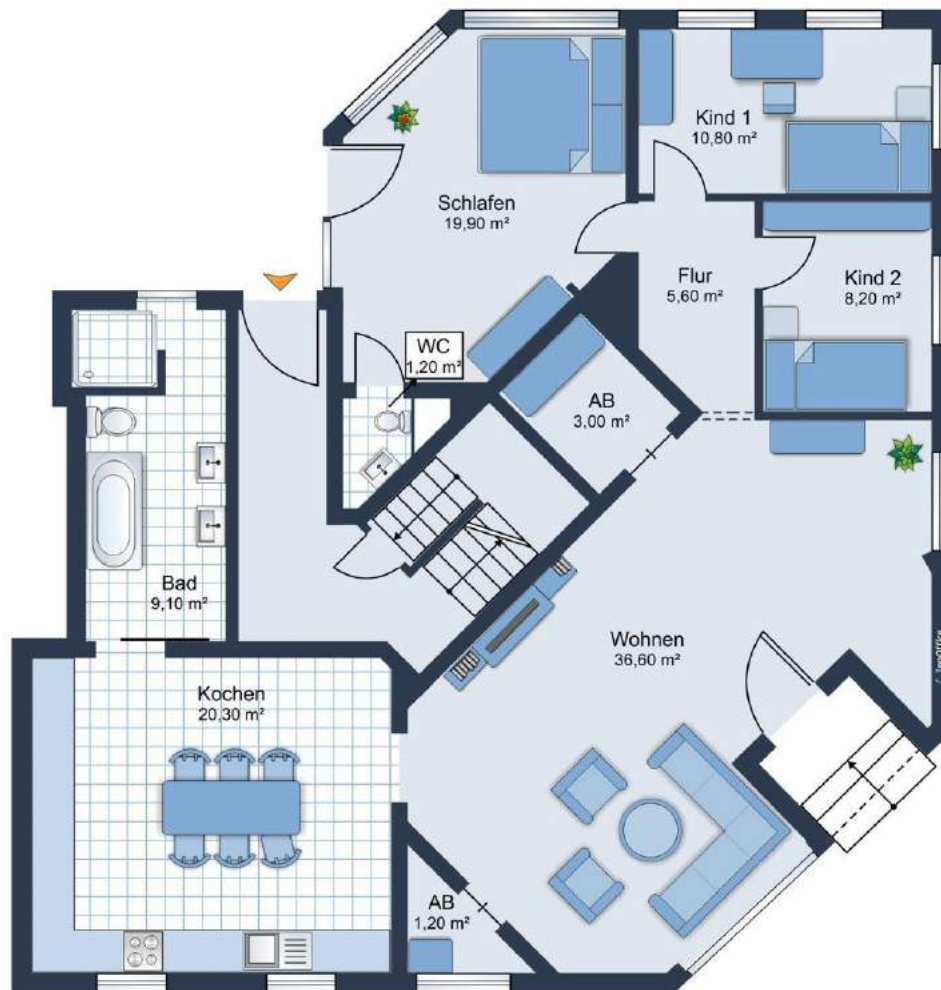 Kind 1
10,80 m²
Schlafen
19,90 m²
Flur
5,60 m²
Kind 2
8,20 m²
WC
1,20 m²
AB
3,00 m²
Bad
9,10 m²
Wohnen
36,60 m²
Kochen
20,30 m²
AB
1,20 m²